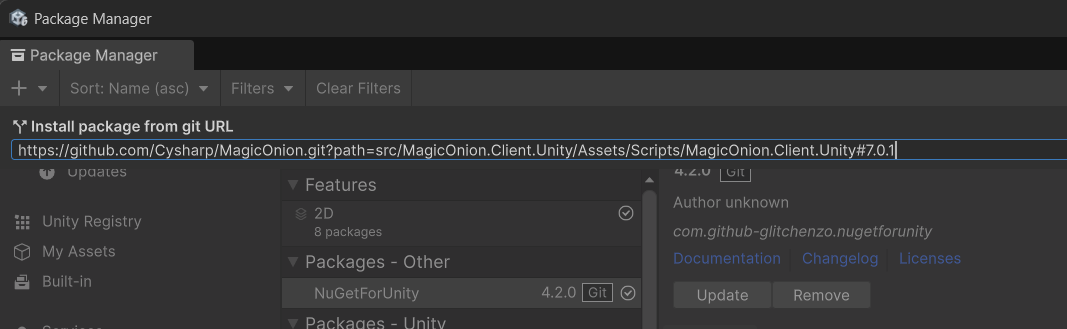 Package Manager
Package Manager
Sort: Name (asc) Filters Clear Filters
Install package from git URL
https://github.com/Cysharp/MagicOnion.git?path=src/MagicOnion.Client.Unity/Assets/Scripts/MagicOnion.Client.Unity#7.0.1
Updates
Unity Registry
My Assets
Built-in
Services
Features
2D
8 packages
Packages - Other
NuGetForUnity 4.2.0 Git
Packages - Unity
4.2.0 Git
Author unknown
com.github-glitchenzo.nugetforunity
Documentation Changelog Licenses
Update Remove